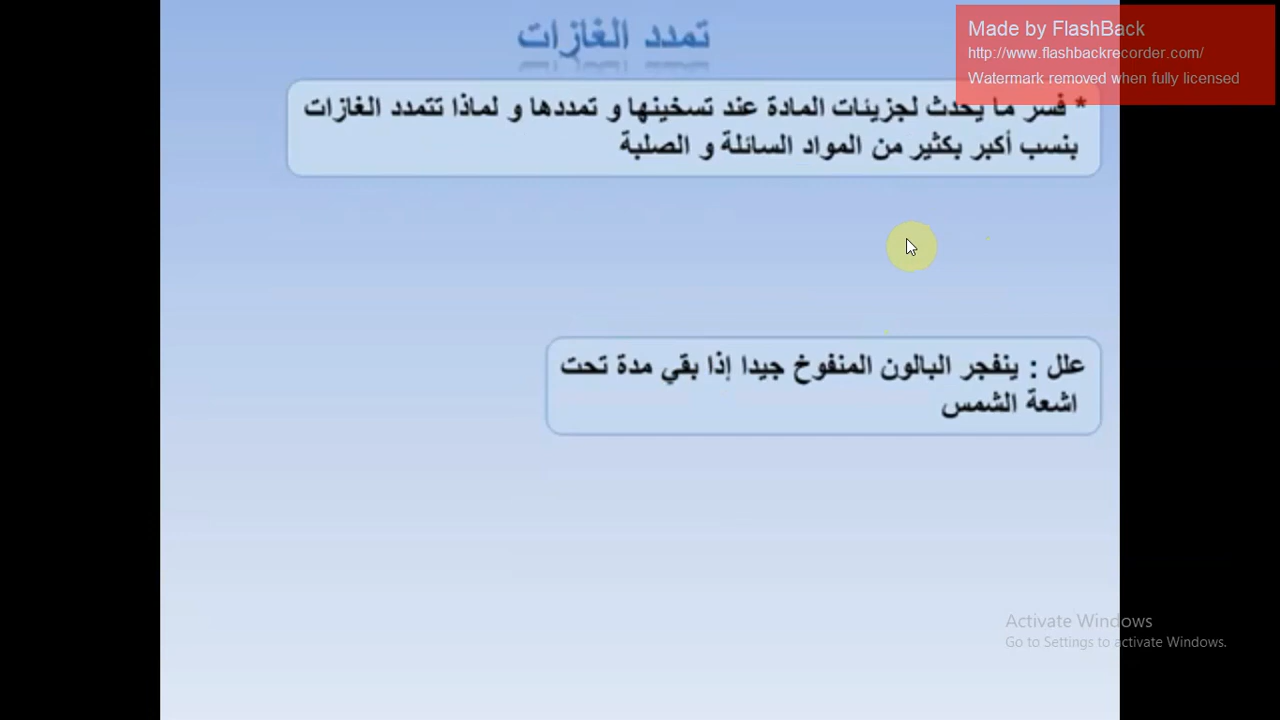 تمدد الغازات
Made by FlashBack
http://www.flashbackrecorder.com/
Watermark removed when fully licensed
* فسر ما يحدث لجزيئات المادة عند تسخينها و تمددها و لماذا تتمدد الغازات
بنسب أكبر بكثير من المواد السائلة و الصلبة
علل : ينفجر البالون المنفوخ جيدا إذا بقي مدة تحت
اشعة الشمس
Activate Windows
Go to Settings to activate Windows.